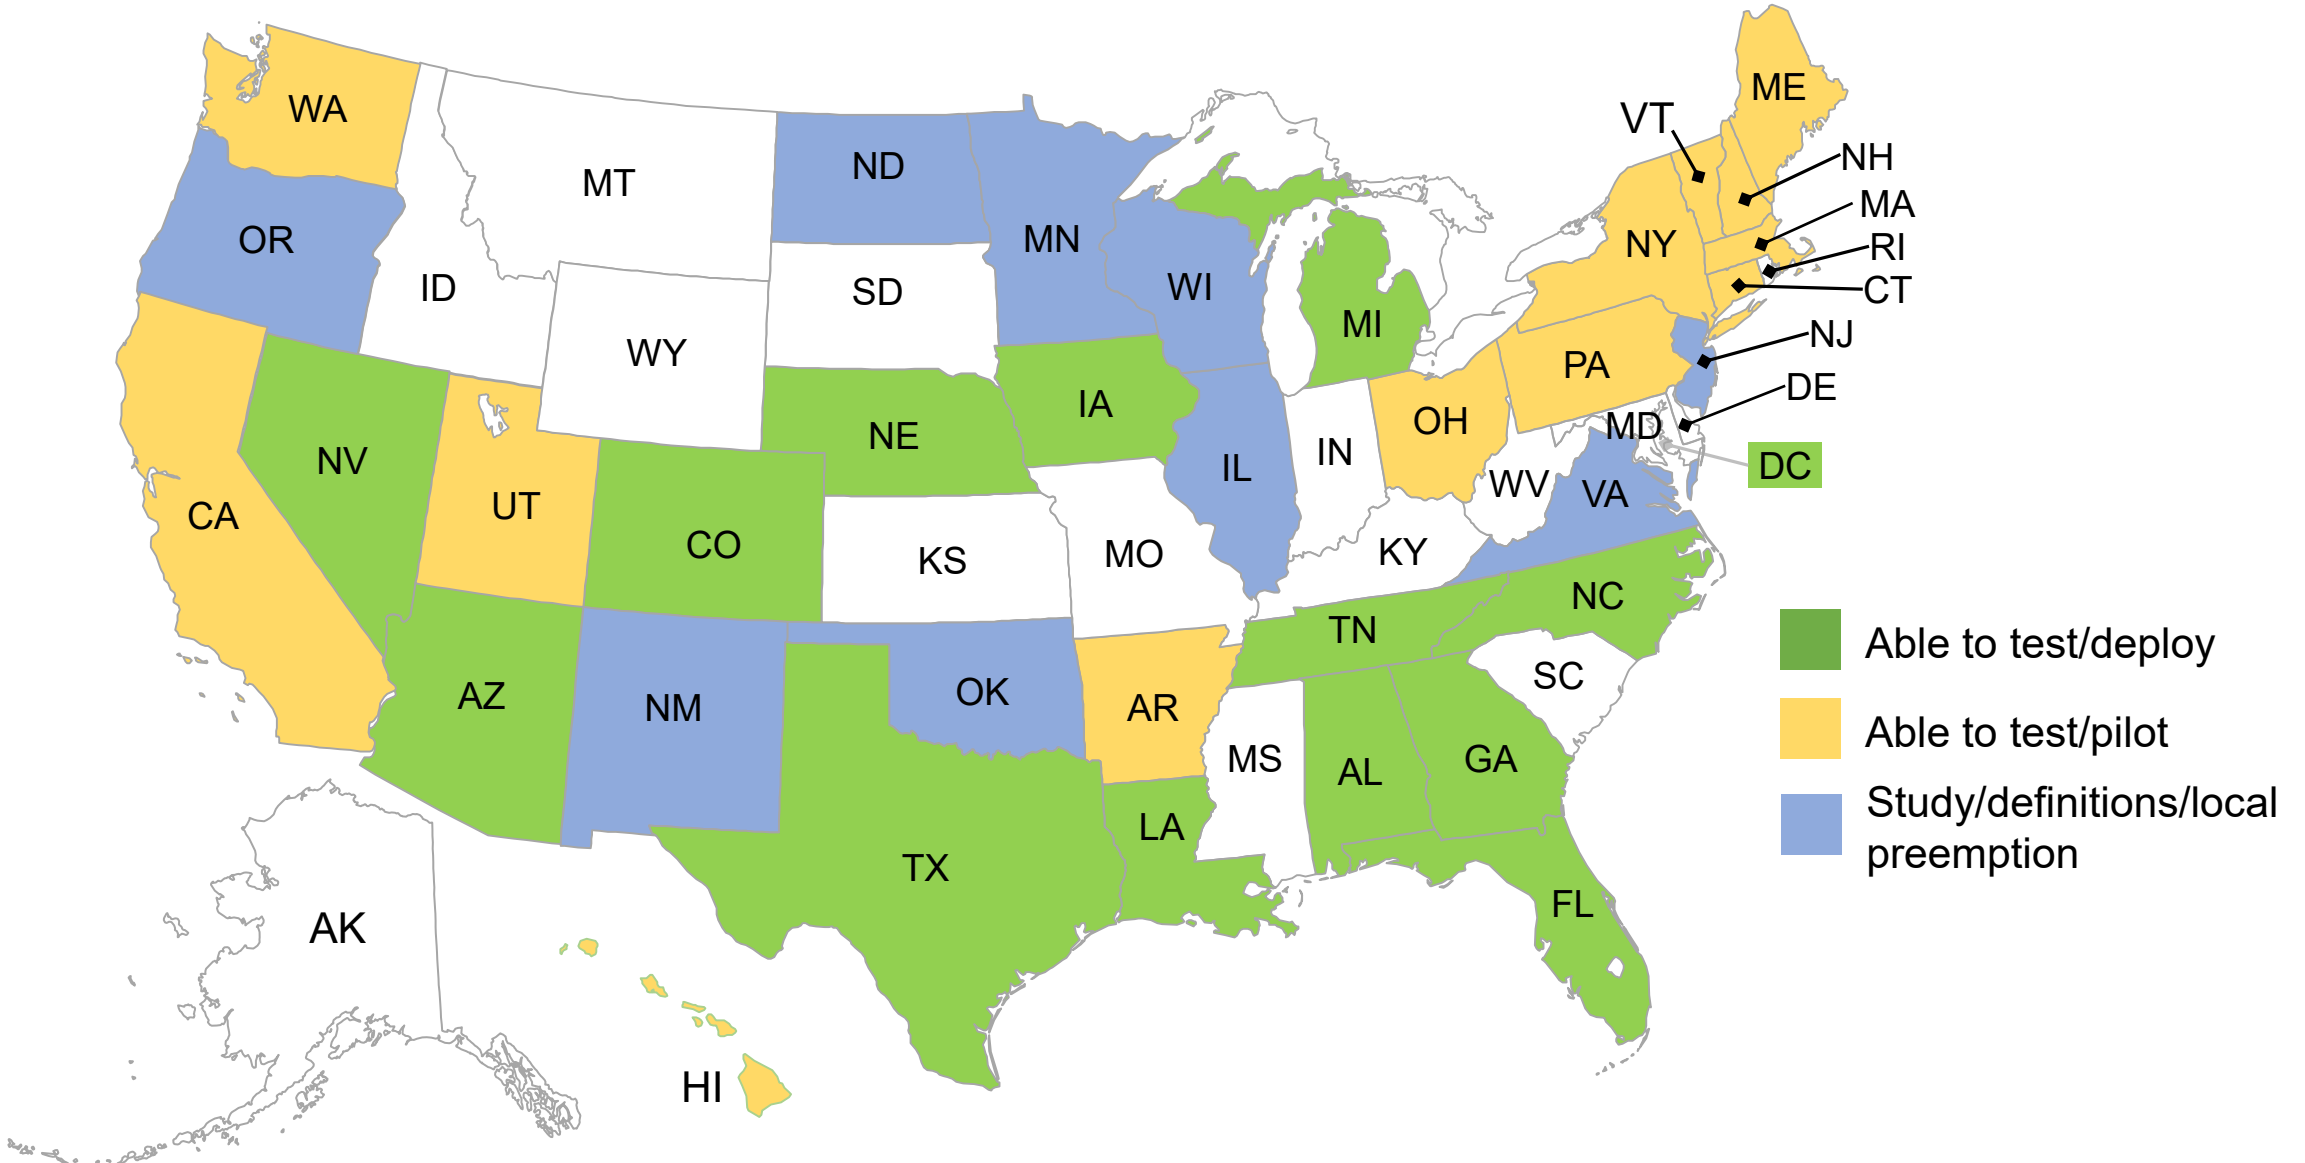 ME
WA
VT
NH
MT
ND
MA
OR
MN
NY
RI
ID
SD
WI
CT
MI
NJ
WY
PA
DE
IA
OH
MD
NE
IN
DC
NV
IL
WV
VA
UT
CA
CO
MO
KY
KS
NC
TN
Able to test/deploy
SC
AZ
OK
NM
AR
Able to test/pilot
MS
GA
AL
Study/definitions/local
preemption
LA
TX
FL
AK
HI